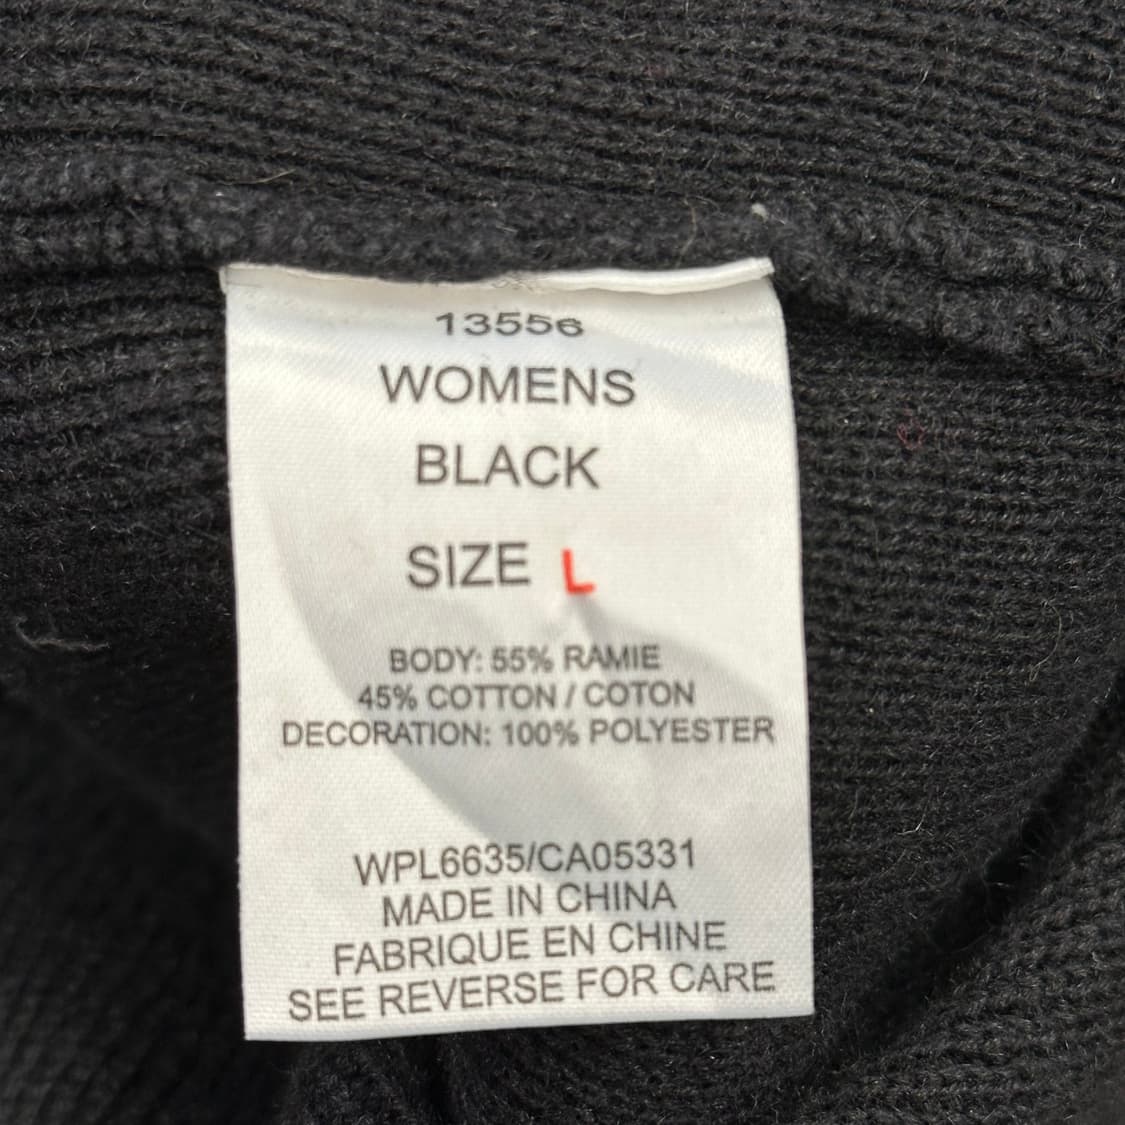 13556
WOMENS
BLACK
SIZE L
BODY: 55% RAMIE
45% COTTON / COTON
DECORATION: 100% POLYESTER
WPL6635/CA05331
MADE IN CHINA
FABRIQUE EN CHINE
SEE REVERSE FOR CARE